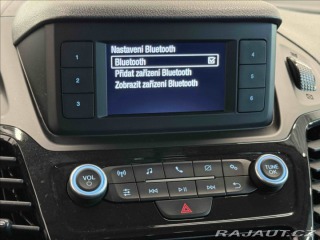 Nastavení Bluetooth
Bluetooth
Přidat zařízení Bluetooth
Zobrazit zařízení Bluetooth
1
2
3
4
5
6
VOL
TUNE
OK
RAJAUT.CZ